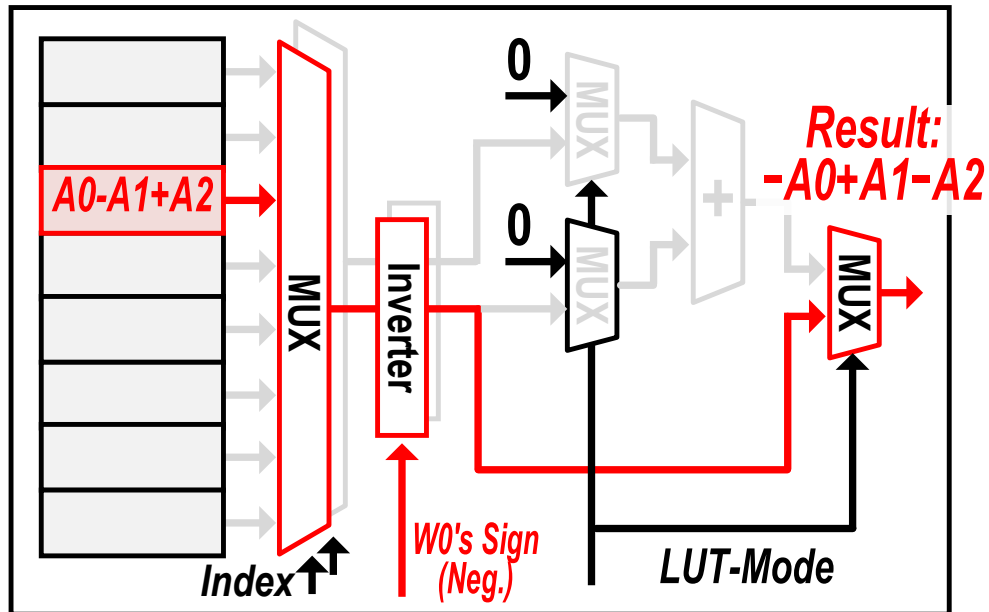 0
MUX
Result:
-A0+A1-A2
A0-A1+A2
+
0
MUX
Inverter
MUX
MUX
W0's Sign
(Neg.)
LUT-Mode
Index